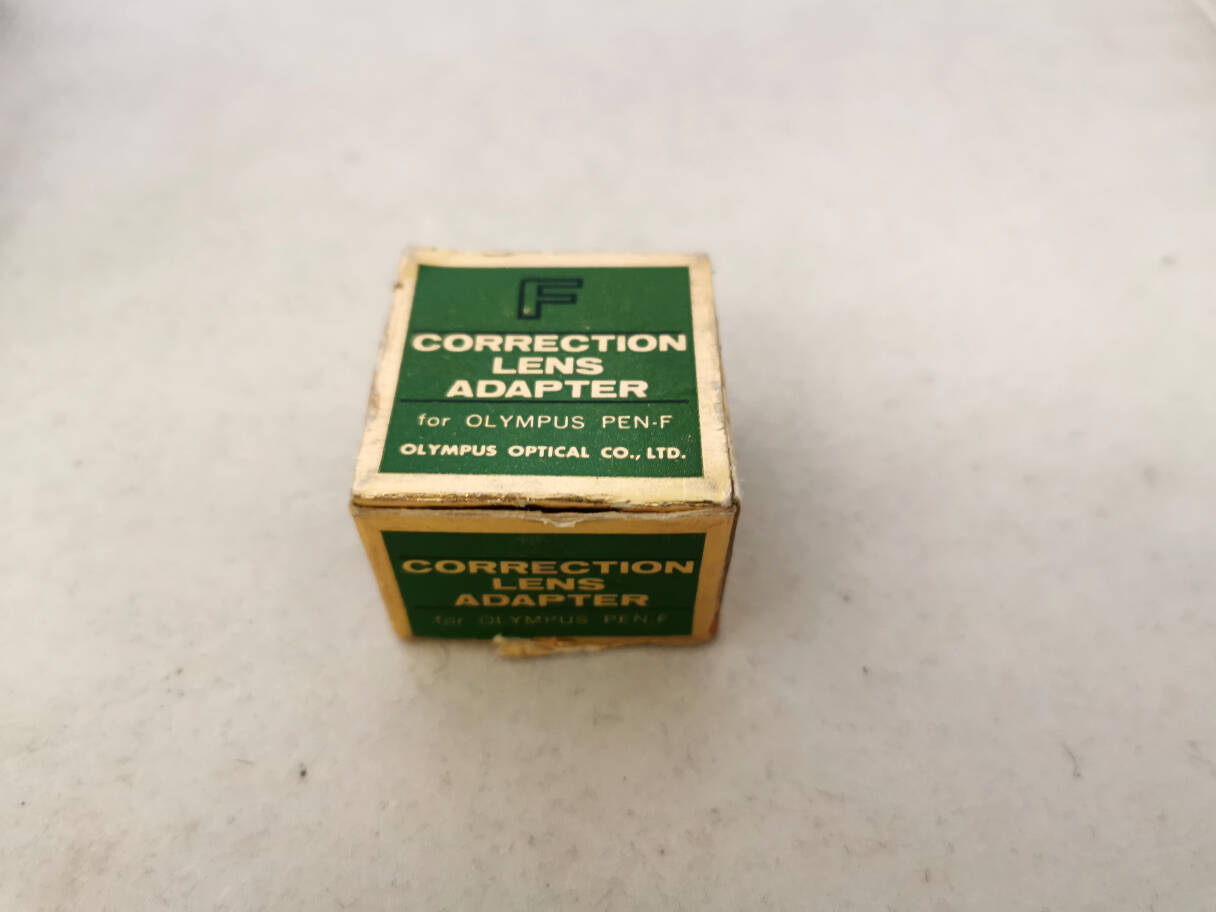 F
CORRECTION
LENS
ADAPTER
for OLYMPUS PEN-F
OLYMPUS OPTICAL CO., LTD.
CORRECTION
LENS
ADAPTER
for OLYMPUS PEN-F